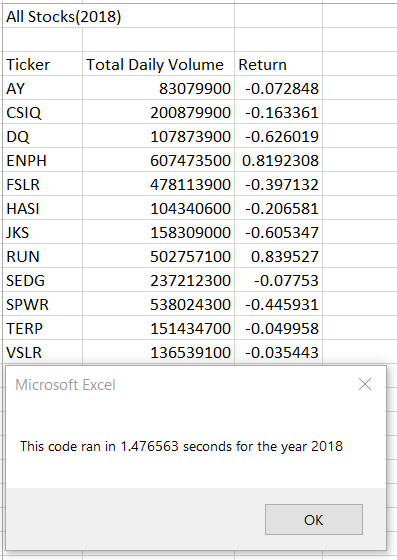 All Stocks(2018)
Ticker Total Daily Volume Return
AY 83079900 -0.072848
CSIQ 200879900 -0.163361
DQ 107873900 -0.626019
ENPH 607473500 0.8192308
FSLR 478113900 -0.397132
HASI 104340600 -0.206581
JKS 158309000 -0.605347
RUN 502757100 0.839527
SEDG 237212300 -0.07753
SPWR 538024300 -0.445931
TERP 151434700 -0.049958
VSLR 136539100 -0.035443
Microsoft Excel
This code ran in 1.476563 seconds for the year 2018
OK